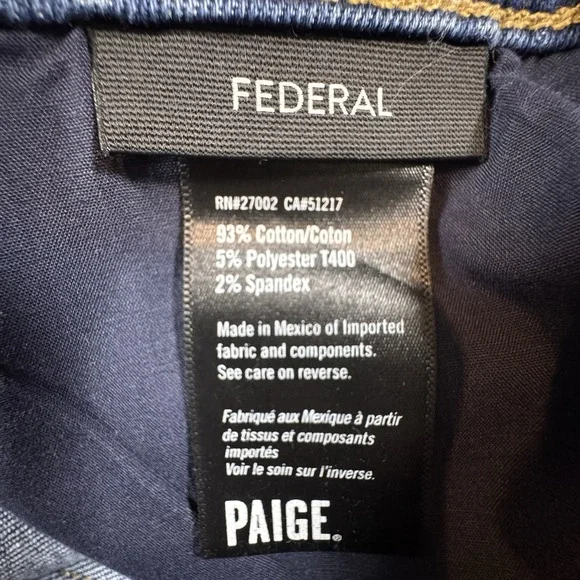 FEDERAL
RN#27002 CA#51217
93% Cotton/Coton
5% Polyester T400
2% Spandex
Made in Mexico of Imported
fabric and components.
See care on reverse.
Fabriqué aux Mexique à partir
de tissus et composants
importés
Voir le soin sur l'inverse.
PAIGE®